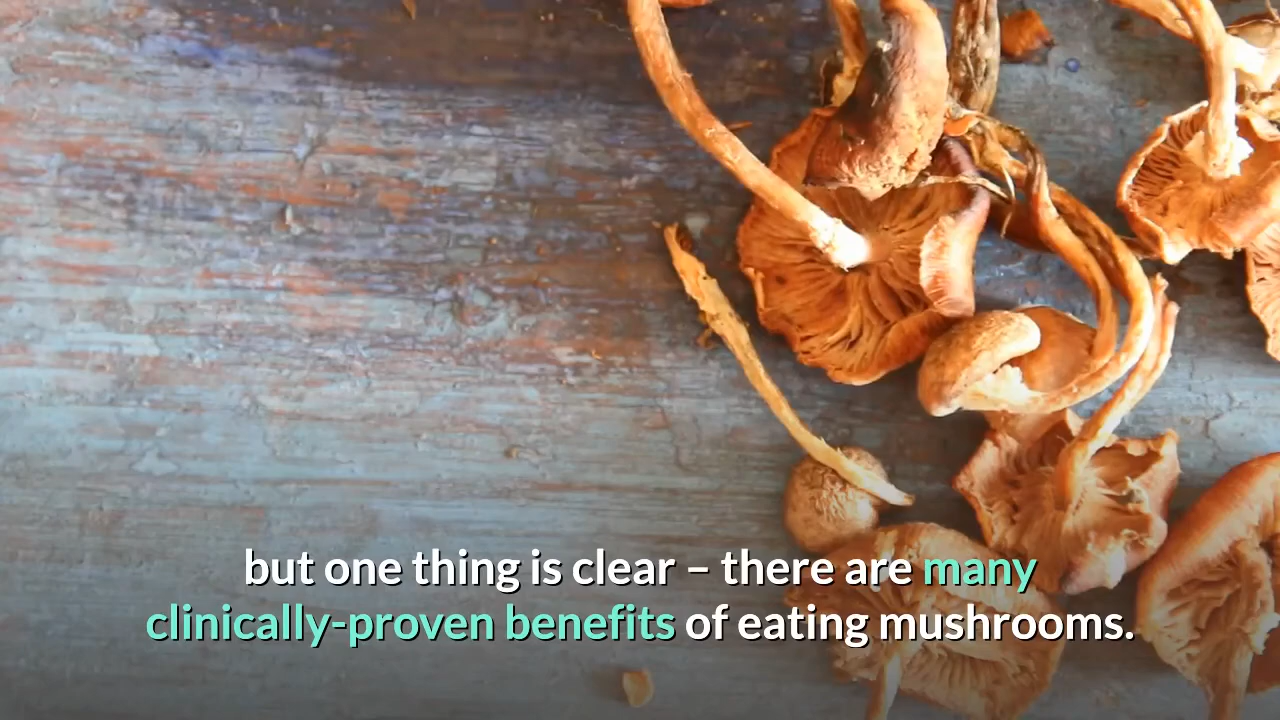 but one thing is clear – there are many
clinically-proven benefits of eating mushrooms.